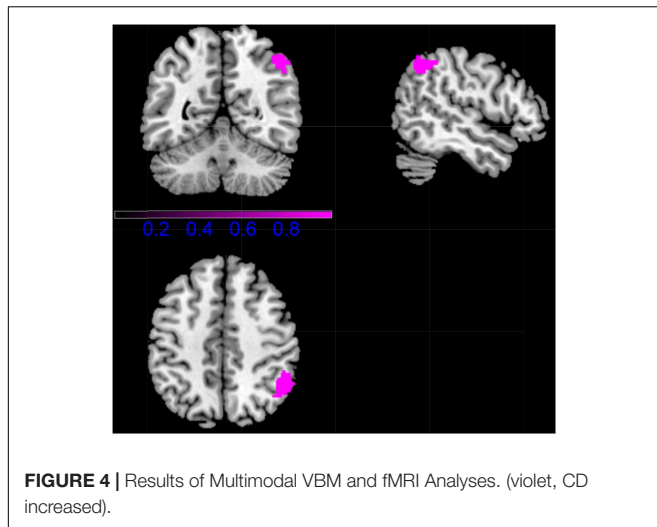 0.2 0.4 0.6 0.8
FIGURE 4 | Results of Multimodal VBM and fMRI Analyses. (violet, CD
increased).